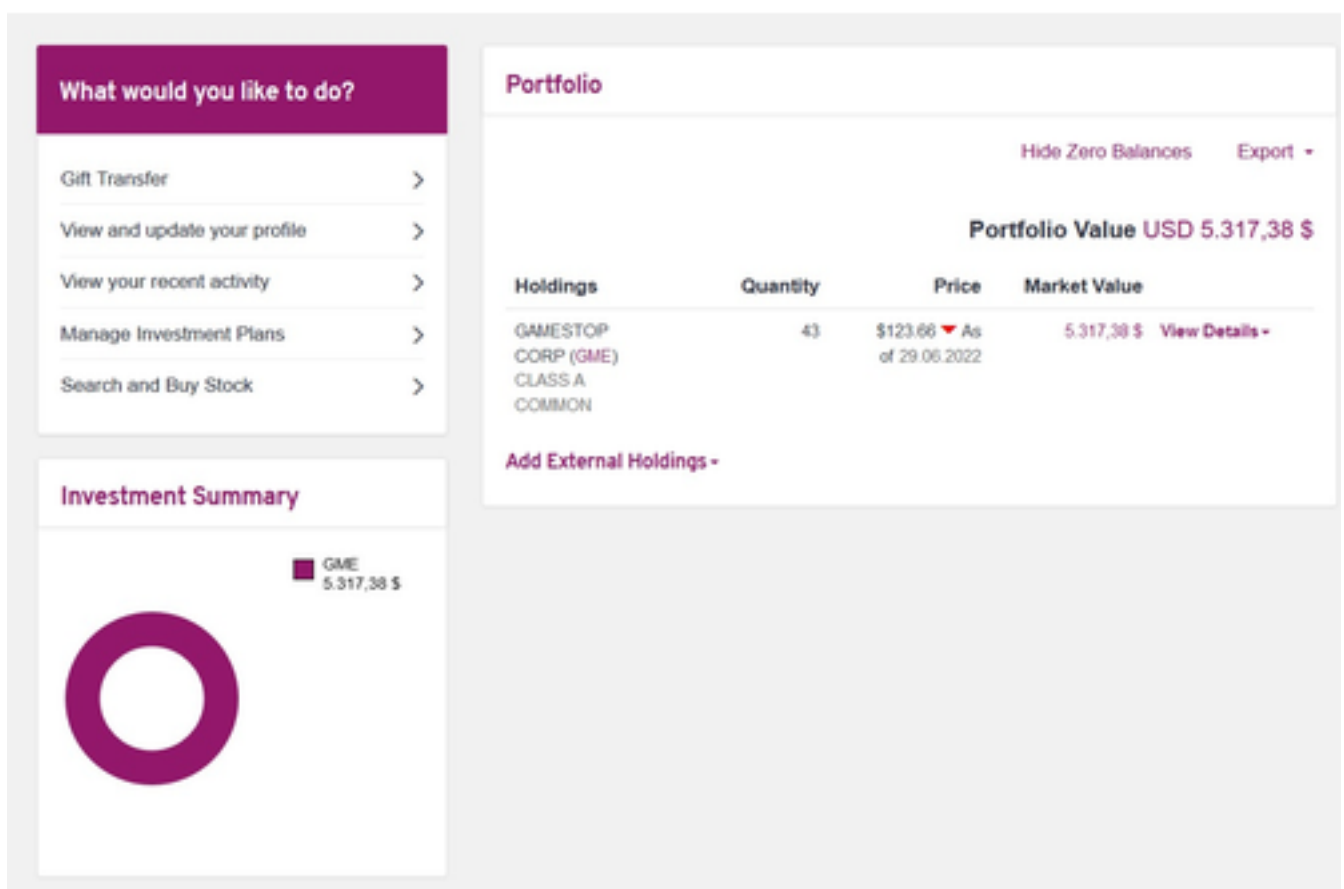 What would you like to do?
Gift Transfer
View and update your profile
View your recent activity
Manage Investment Plans
Search and Buy Stock
Investment Summary
GME
5.317,38 $
Portfolio
Hide Zero Balances Export
Portfolio Value USD 5.317,38 $
Holdings Quantity Price Market Value
GAMESTOP 43 $123.66 As 5.317,38 $ View Details
CORP (GME) of 29.06.2022
CLASS A
COMMON
Add External Holdings